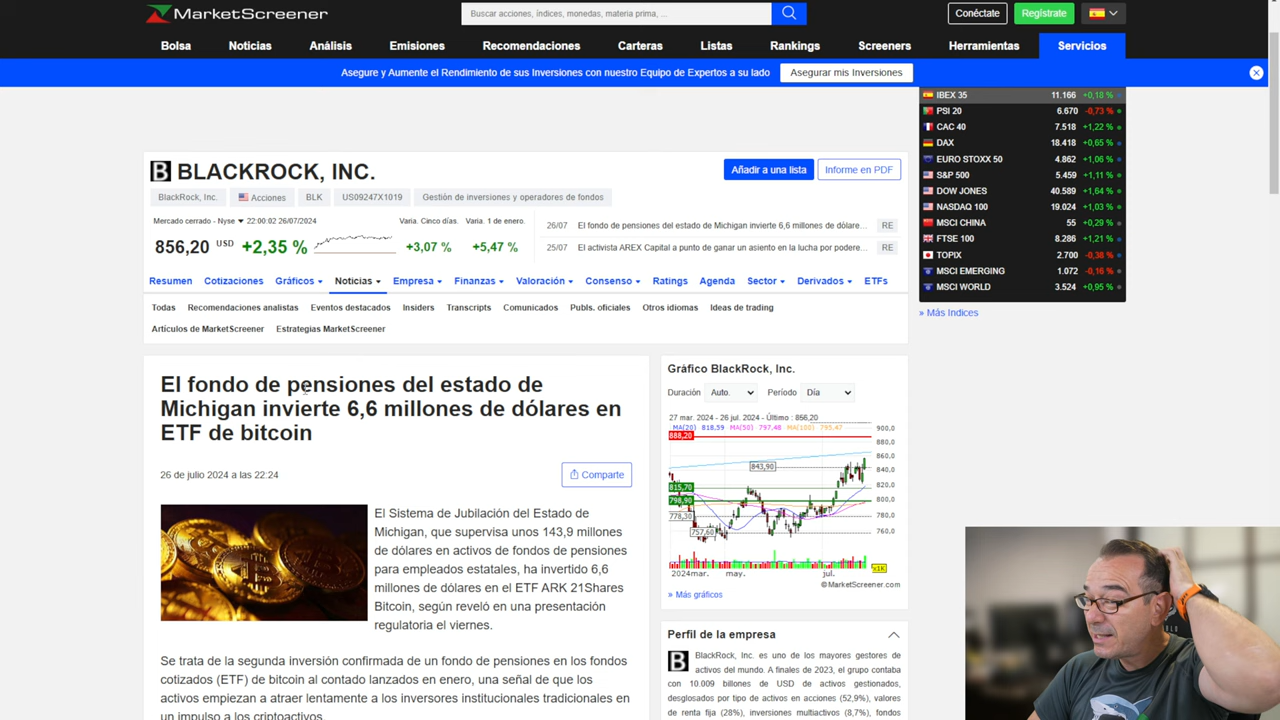 MarketScreener
Buscar acciones, índices, monedas, materia prima, ...
Conéctate
Regístrate
Bolsa Noticias Análisis Emisiones Recomendaciones Carteras Listas Rankings Screeners Herramientas Servicios
Asegure y Aumente el Rendimiento de sus Inversiones con nuestro Equipo de Expertos a su lado
Asegurar mis Inversiones
BLACKROCK, INC.
Añadir a una lista
Informe en PDF
BlackRock, Inc. Acciones BLK US09247X1019 Gestión de inversiones y operadores de fondos
Mercado cerrado - Nyse 22:00:02 26/07/2024
Varia. Cinco días. Varia. 1 de enero.
856,20 USD +2,35 % +3,07 % +5,47 %
26/07 El fondo de pensiones del estado de Michigan invierte 6,6 millones de dólare... RE
25/07 El activista AREX Capital a punto de ganar un asiento en la lucha por podere... RE
Resumen Cotizaciones Gráficos Noticias Empresa Finanzas Valoración Consenso Ratings Agenda Sector Derivados ETFs
Todas Recomendaciones analistas Eventos destacados Insiders Transcripts Comunicados Publs. oficiales Otros idiomas Ideas de trading
Artículos de MarketScreener Estrategias MarketScreener
El fondo de pensiones del estado de
Michigan invierte 6,6 millones de dólares en
ETF de bitcoin
26 de julio 2024 a las 22:24
Comparte
El Sistema de Jubilación del Estado de
Michigan, que supervisa unos 143,9 millones
de dólares en activos de fondos de pensiones
para empleados estatales, ha invertido 6,6
millones de dólares en el ETF ARK 21Shares
Bitcoin, según reveló en una presentación
regulatoria el viernes.
Se trata de la segunda inversión confirmada de un fondo de pensiones en los fondos
cotizados (ETF) de bitcoin al contado lanzados en enero, una señal de que los
activos empiezan a atraer lentamente a los inversores institucionales tradicionales en
un impulso a los criptoactivos.
Gráfico BlackRock, Inc.
Duración Auto. Período Día
27 mar. 2024 - 26 jul. 2024 - Último : 856,20
MA(20) 818.59 MA(50) 797,48 MA(100) 795.47
900,0
888,20
860,0
843,90
840,0
820,0
815,70
800,0
798,90
780,0
778,30
760,0
757,60
X1K
2024mar. may. jul.
©MarketScreener.com
» Más gráficos
Perfil de la empresa
BlackRock, Inc. es uno de los mayores gestores de
activos del mundo. A finales de 2023, el grupo contaba
con 10.009 billones de USD de activos gestionados,
desglosados por tipo de activos en acciones (52,9%), valores
de renta fija (28%), inversiones multiactivos (8,7%), fondos
IBEX 35 11.166 +0,18 %
PSI 20 6.670 -0,73 %
CAC 40 7.518 +1,22 %
DAX 18.418 +0,65 %
EURO STOXX 50 4.862 +1,06 %
S&P 500 5.459 +1,11 %
DOW JONES 40.589 +1,64 %
NASDAQ 100 19.024 +1,03 %
MSCI CHINA 55 +0,29 %
FTSE 100 8.286 +1,21 %
TOPIX 2.700 -0,38 %
MSCI EMERGING 1.072 -0,16 %
MSCI WORLD 3.524 +0,95 %
» Más Indices